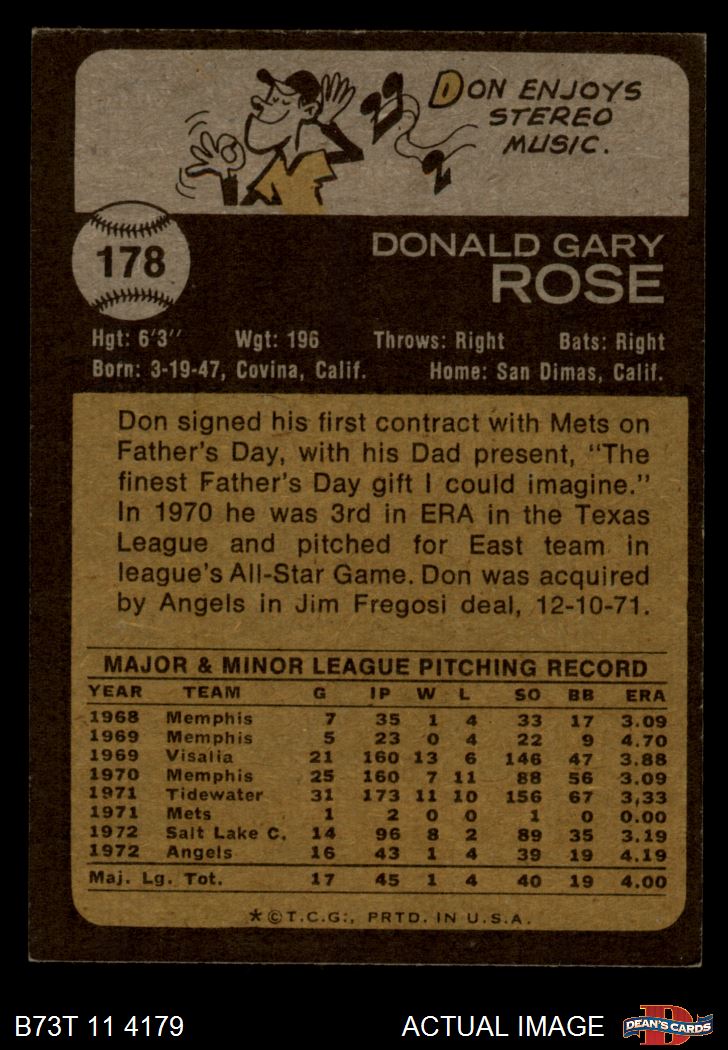 DON ENJOYS
STEREO
MUSIC.
178
DONALD GARY
ROSE
Hgt: 6'3" Wgt: 196 Throws: Right Bats: Right
Born: 3-19-47, Covina, Calif. Home: San Dimas, Calif.
Don signed his first contract with Mets on
Father's Day, with his Dad present, "The
finest Father's Day gift I could imagine."
In 1970 he was 3rd in ERA in the Texas
League and pitched for East team in
league's All-Star Game. Don was acquired
by Angels in Jim Fregosi deal, 12-10-71.
MAJOR & MINOR LEAGUE PITCHING RECORD
YEAR TEAM G IP W L SO BB ERA
1968 Memphis 7 35 1 4 33 17 3.09
1969 Memphis 5 23 0 4 22 9 4.70
1969 Visalia 21 160 13 6 146 47 3.88
1970 Memphis 25 160 7 11 88 56 3.09
1971 Tidewater 31 173 11 10 156 67 3,33
1971 Mets 1 2 0 0 1 0 0.00
1972 Salt Lake C. 14 96 8 2 89 35 3.19
1972 Angels 16 43 1 4 39 19 4.19
Maj. Lg. Tot. 17 45 1 4 40 19 4.00
*©T.C.G., PRTD. IN U.S.A.
B73T 11 4179 ACTUAL IMAGE
D
DEAN'S CARDS